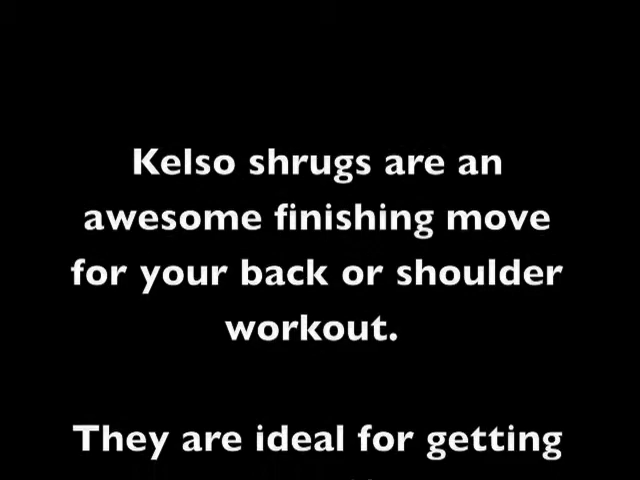 Kelso shrugs are an
awesome finishing move
for your back or shoulder
workout.
They are ideal for getting